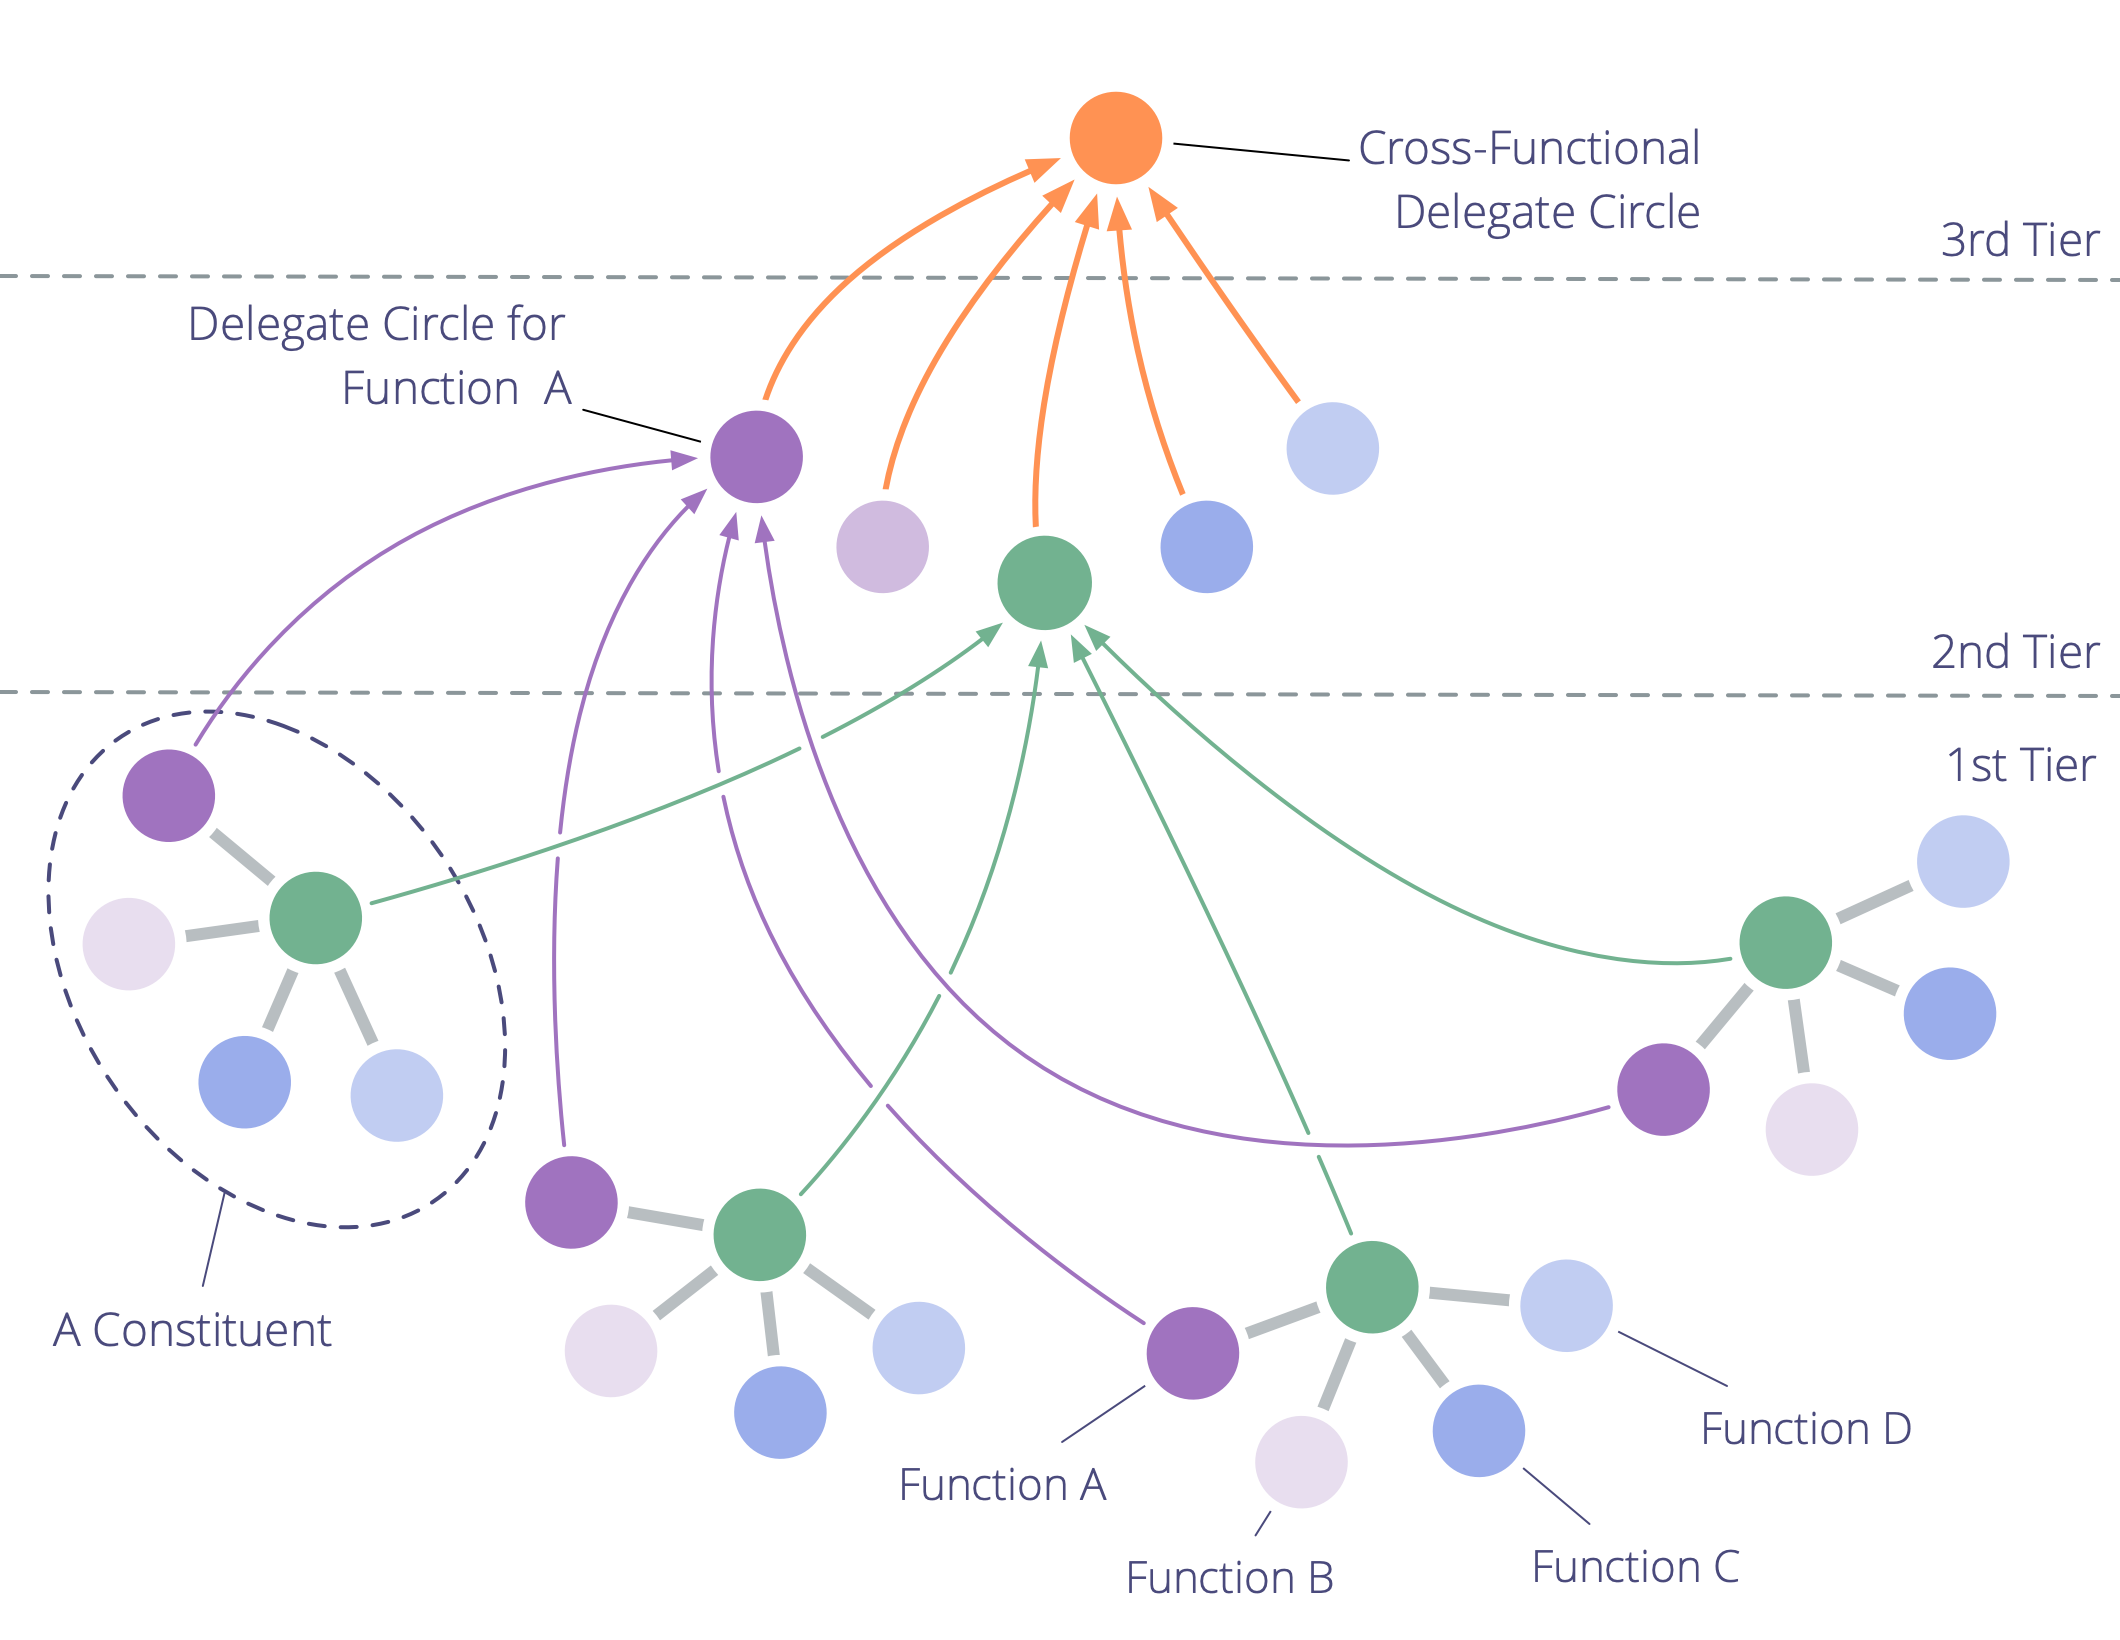 Cross-Functional
Delegate Circle
3rd Tier
Delegate Circle for
Function A
2nd Tier
1st Tier
A Constituent
Function A
Function B
Function C
Function D